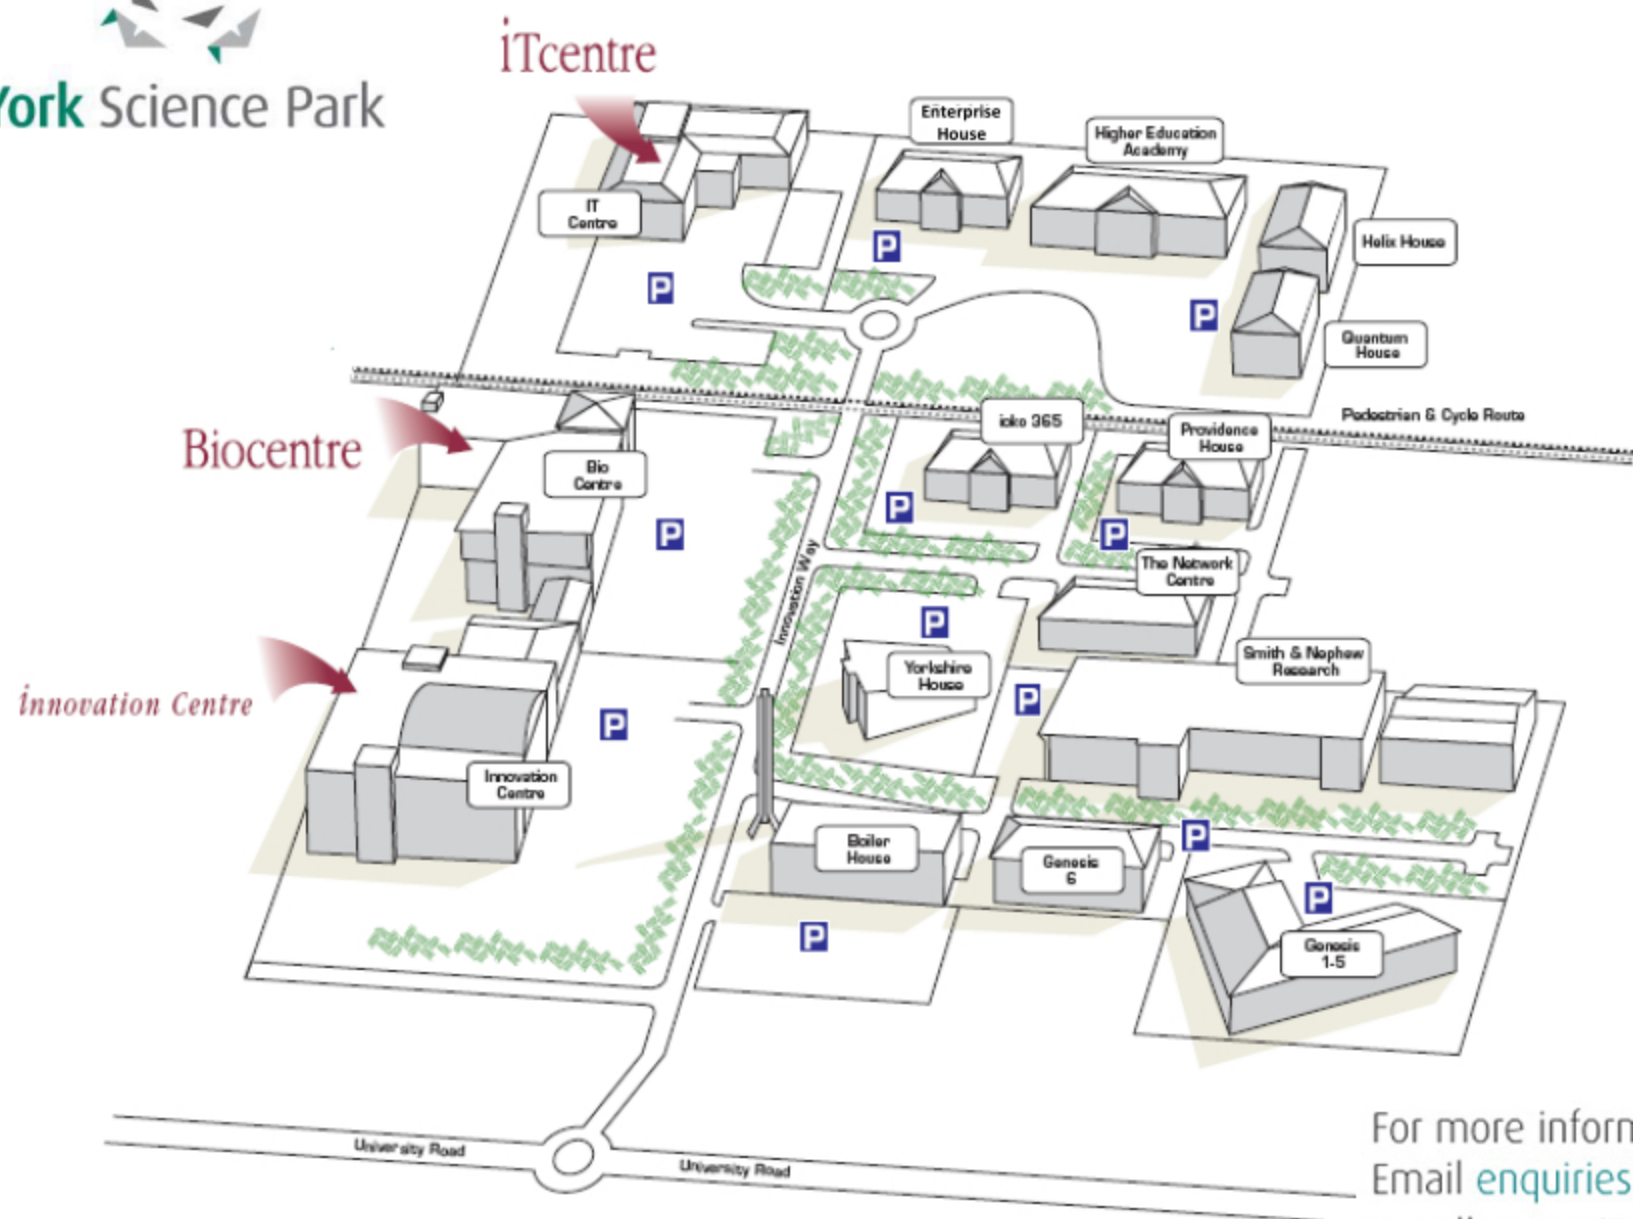 iTcentre
York Science Park
Enterprise
House
Higher Education
Academy
IT
Centre
Helix House
P
P
P
Quantum
House
Pedestrian & Cycle Route
ioko 365
Providence
House
Biocentre
Bio
Centre
P
P
P
Innovation Way
The Network
Centre
P
Yorkshire
House
Smith & Nephew
Research
innovation Centre
P
P
Innovation
Centre
Boiler
House
Genesis
6
P
P
P
Genesis
1-5
University Road
University Road
For more inforn
Email enquiries